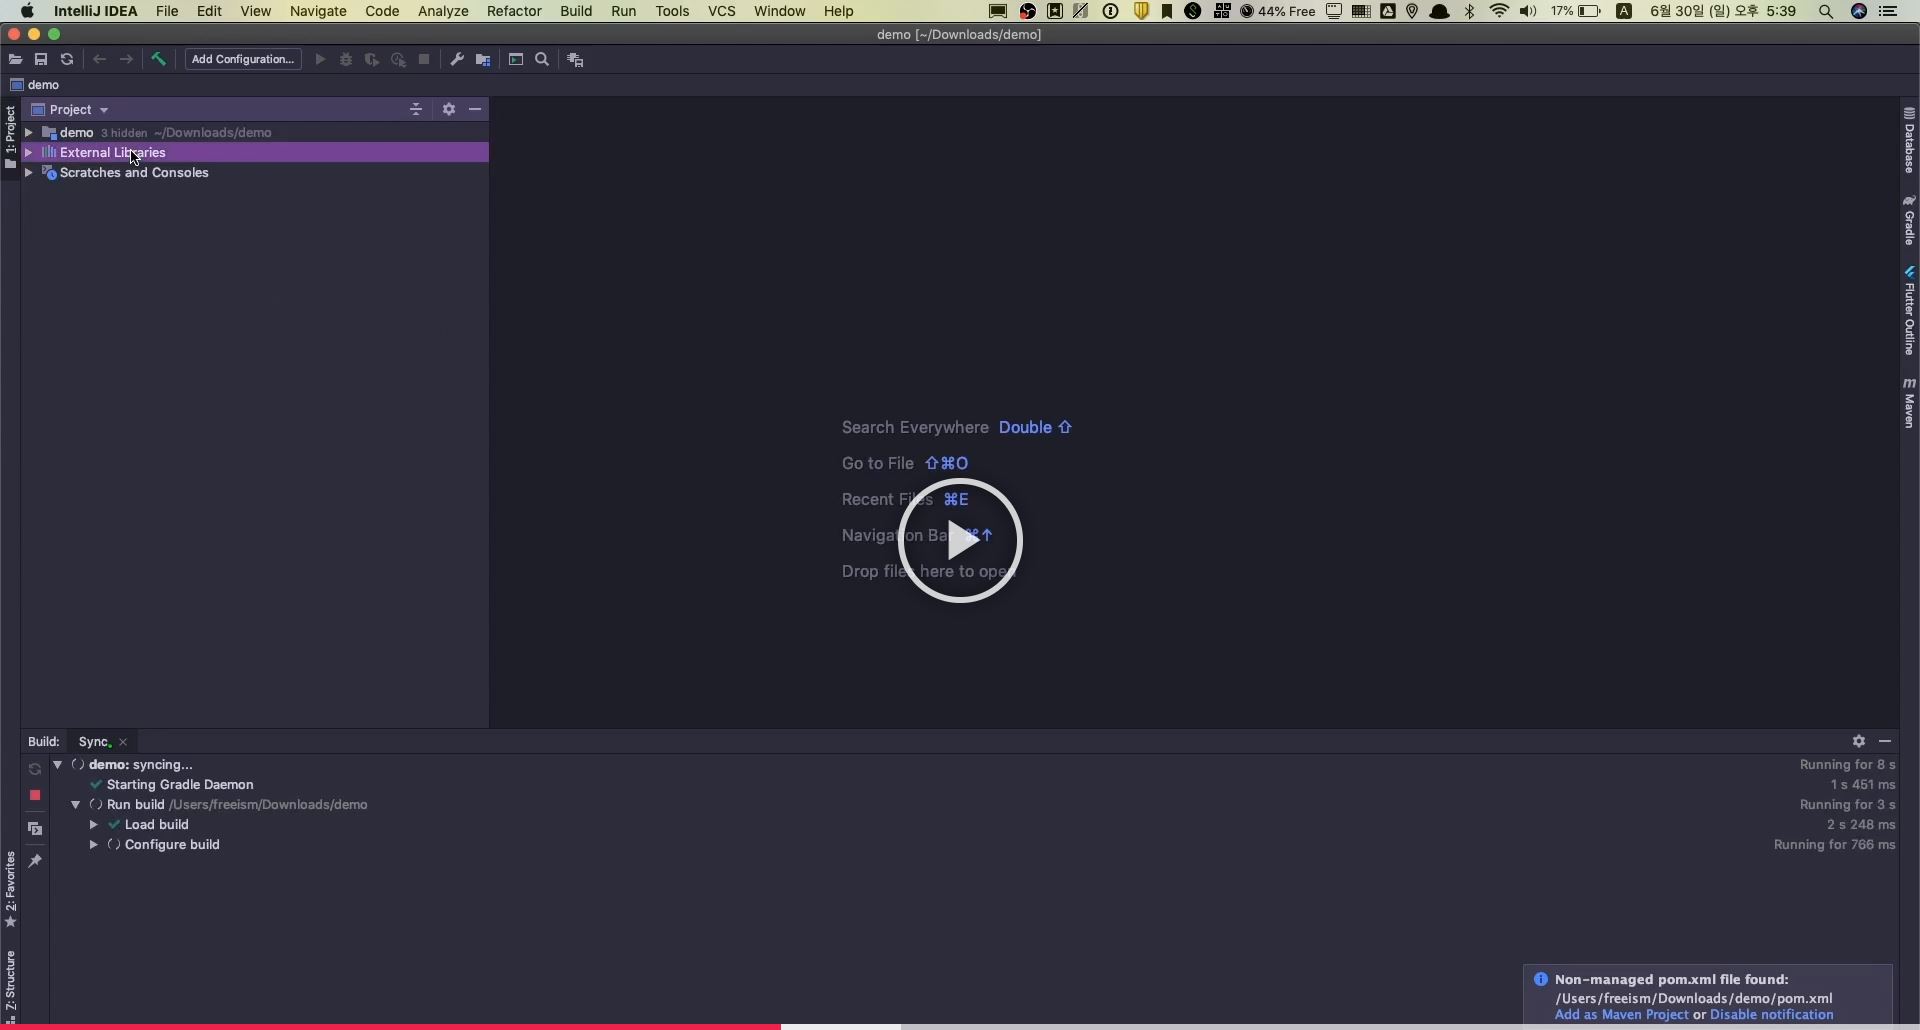 IntelliJ IDEA File Edit View Navigate Code Analyze Refactor Build Run Tools VCS Window Help 44% Free 17% A 6월 30일 (일) 오후 5:39
demo [~/Downloads/demo]
Add Configuration...
demo
Project
demo 3 hidden ~/Downloads/demo
External Libraries
Scratches and Consoles
1: Project
2: Favorites
Z: Structure
Database
Gradle
Flutter Outline
m Maven
Search Everywhere Double ⇧
Go to File ⇧⌘O
Recent Files ⌘E
Navigation Bar ⌘↑
Drop files here to open
Build: Sync
demo: syncing... Running for 8 s
Starting Gradle Daemon 1 s 451 ms
Run build /Users/freeism/Downloads/demo Running for 3 s
Load build 2 s 248 ms
Configure build Running for 766 ms
Non-managed pom.xml file found:
/Users/freeism/Downloads/demo/pom.xml
Add as Maven Project or Disable notification